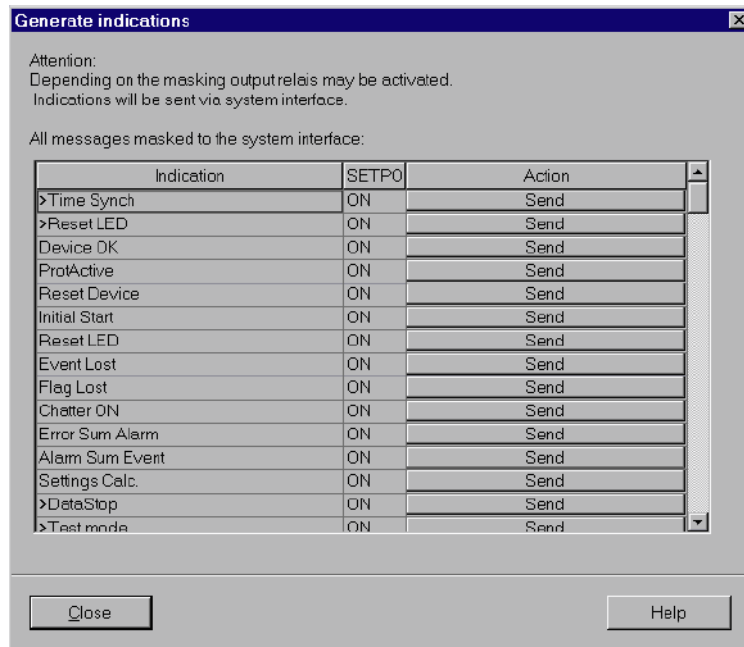 Generate indications
Attention:
Depending on the masking output relais may be activated.
Indications will be sent via system interface.
All messages masked to the system interface:
Indication SETPO Action
>Time Synch ON Send
>Reset LED ON Send
Device OK ON Send
ProtActive ON Send
Reset Device ON Send
Initial Start ON Send
Reset LED ON Send
Event Lost ON Send
Flag Lost ON Send
Chatter ON ON Send
Error Sum Alarm ON Send
Alarm Sum Event ON Send
Settings Calc. ON Send
>DataStop ON Send
>Test mode ON Send
Close Help